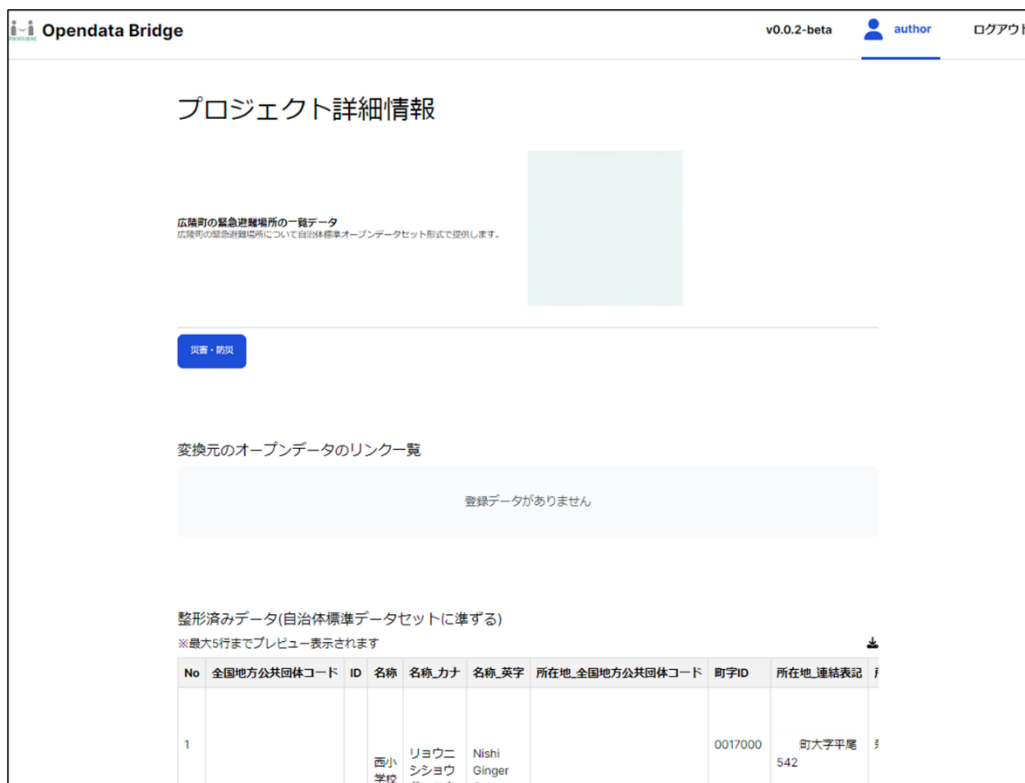 Opendata Bridge
v0.0.2-beta
author
ログアウト
プロジェクト詳細情報
広陵町の緊急避難場所の一覧データ
広陵町の緊急避難場所について自治体標準オープンデータセット形式で提供します。
災害・防災
変換元のオープンデータのリンク一覧
登録データがありません
整形済みデータ(自治体標準データセットに準ずる)
※最大5行までプレビュー表示されます
No 全国地方公共団体コード ID 名称 名称_カナ 名称_英字 所在地_全国地方公共団体コード 町字ID 所在地_連結表記
1
西小
学校
リョウニ
シショウ
Nishi
Ginger
0017000
町大字平尾
542